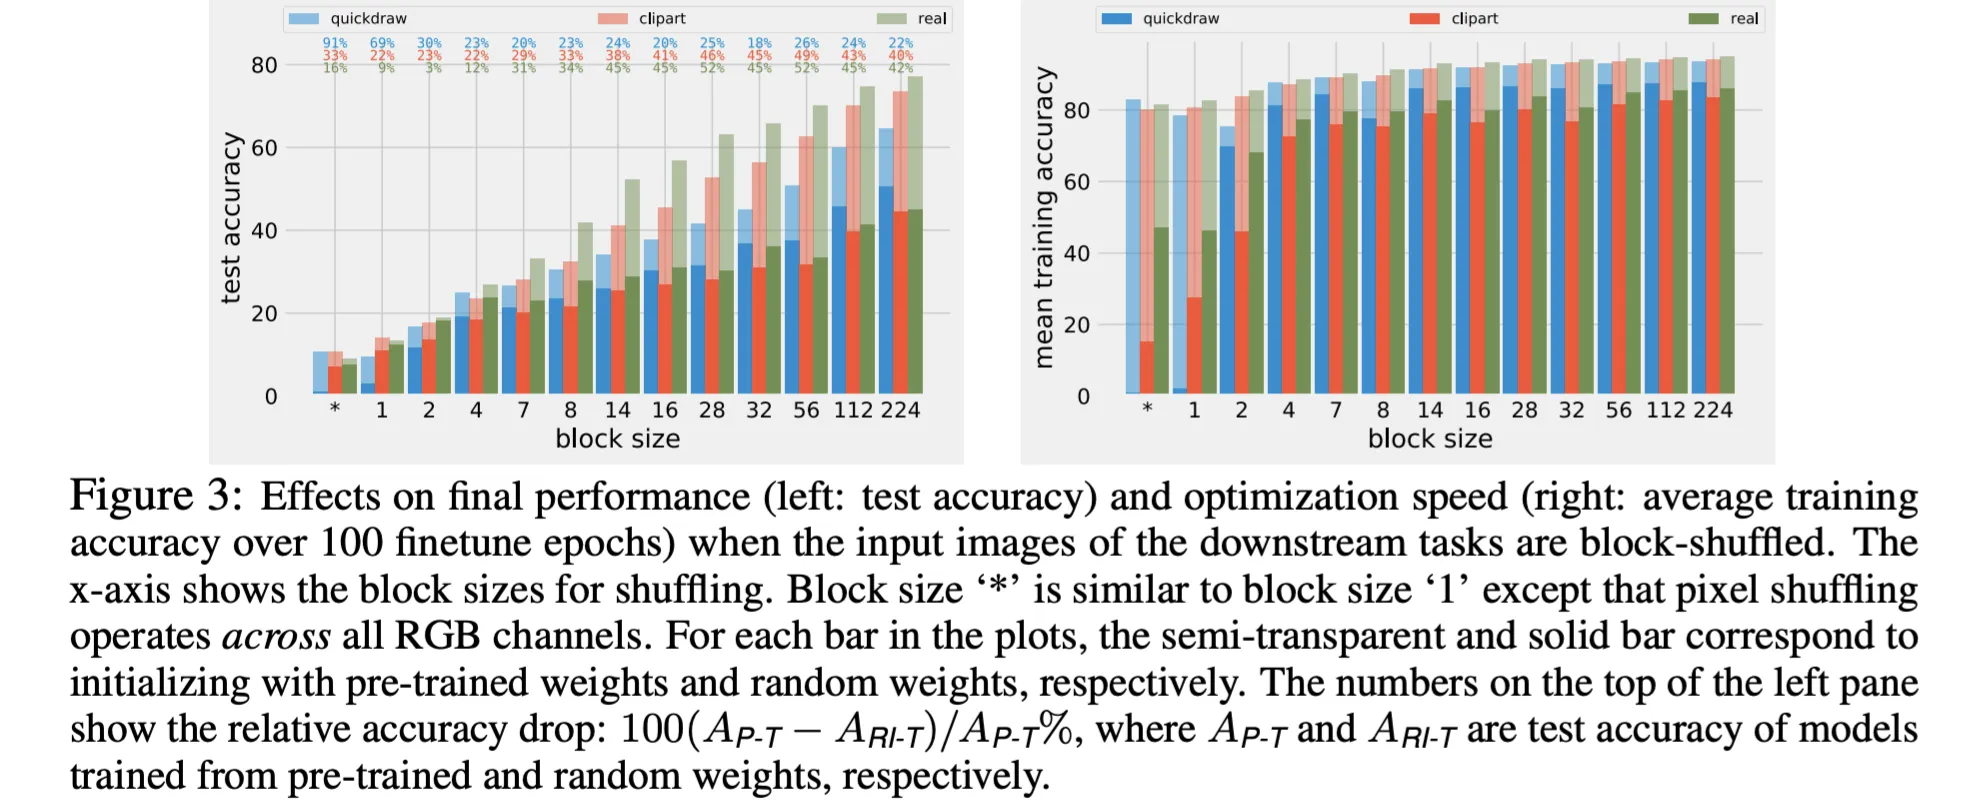 quickdraw clipart real
91% 69% 30% 23% 20% 23% 24% 20% 25% 18% 26% 24% 22%
33% 22% 23% 22% 29% 33% 38% 41% 46% 45% 49% 43% 40%
16% 9% 3% 12% 31% 34% 45% 45% 52% 45% 52% 45% 42%
80
60
40
20
0
test accuracy
* 1 2 4 7 8 14 16 28 32 56 112 224
block size
quickdraw clipart real
80
60
40
20
0
mean training accuracy
* 1 2 4 7 8 14 16 28 32 56 112 224
block size
Figure 3: Effects on final performance (left: test accuracy) and optimization speed (right: average training
accuracy over 100 finetune epochs) when the input images of the downstream tasks are block-shuffled. The
x-axis shows the block sizes for shuffling. Block size ‘*’ is similar to block size ‘1’ except that pixel shuffling
operates across all RGB channels. For each bar in the plots, the semi-transparent and solid bar correspond to
initializing with pre-trained weights and random weights, respectively. The numbers on the top of the left pane
show the relative accuracy drop: 100(A_{P-T} − A_{RI-T})/A_{P-T}%, where A_{P-T} and A_{RI-T} are test accuracy of models
trained from pre-trained and random weights, respectively.